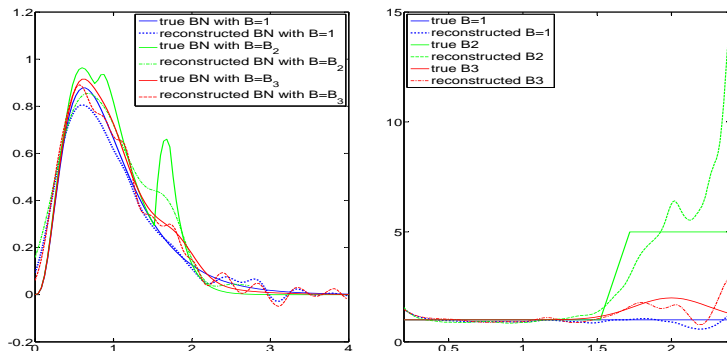 1.2
1
0.8
0.6
0.4
0.2
0
-0.2
0
1
2
3
4
true BN with B=1
reconstructed BN with B=1
true BN with B=B2
reconstructed BN with B=B2
true BN with B=B3
reconstructed BN with B=B3
15
10
5
0
0.5
1
1.5
2
true B=1
reconstructed B=1
true B2
reconstructed B2
true B3
reconstructed B3